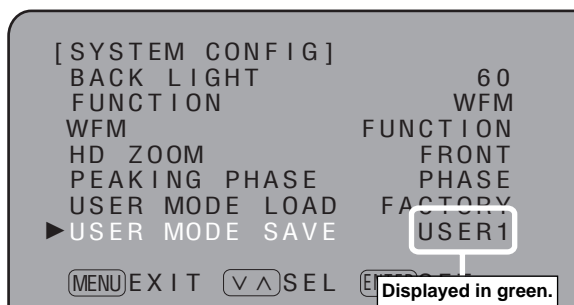 [SYSTEM CONFIG]
BACK LIGHT 60
FUNCTION WFM
WFM FUNCTION
HD ZOOM FRONT
PEAKING PHASE PHASE
USER MODE LOAD FACTORY
▶USER MODE SAVE USER1
MENU EXIT ∨∧ SEL
Displayed in green.